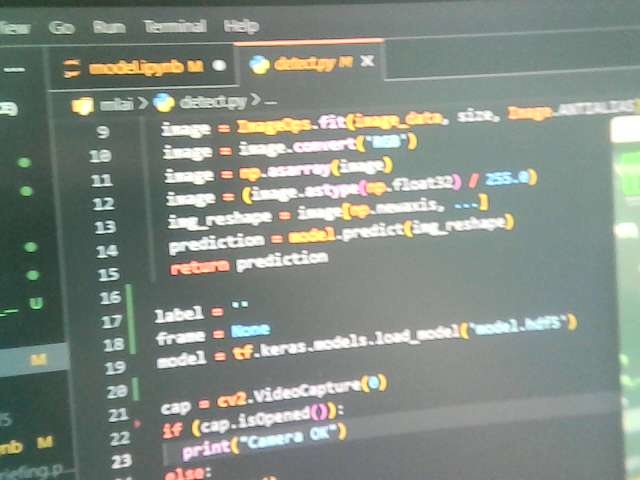 iew Go Run Terminal Help
model.ipynb M detect.py M ×
mlai > detect.py > ...
9 image = ImageOps.fit(image_data, size, Image.ANTIALIAS
10 image = image.convert('RGB')
11 image = np.asarray(image)
12 image = (image.astype(np.float32) / 255.0)
13 img_reshape = image[np.newaxis, ...]
14 prediction = model.predict(img_reshape)
15 return prediction
16
17 label = ''
18 frame = None
19 model = tf.keras.models.load_model("model.hdf5")
20
21 cap = cv2.VideoCapture(0)
22 if (cap.isOpened()):
23 print("Camera OK")
else:
U
M
nb M
riefing.p